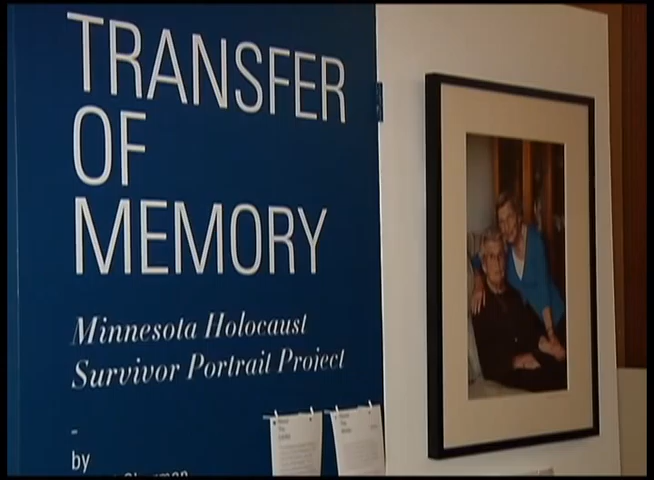 TRANSFER
OF
MEMORY
Minnesota Holocaust
Survivor Portrait Project
-
by